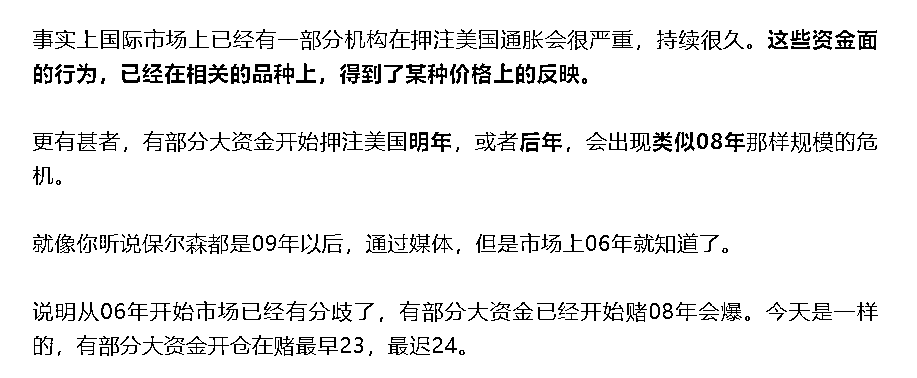 事实上国际市场上已经有一部分机构在押注美国通胀会很严重，持续很久。这些资金面
的行为，已经在相关的品种上，得到了某种价格上的反映。
更有甚者，有部分大资金开始押注美国明年，或者后年，会出现类似08年那样规模的危
机。
就像你听说保尔森都是09年以后，通过媒体，但是市场上06年就知道了。
说明从06年开始市场已经有分歧了，有部分大资金已经开始赌08年会爆。今天是一样
的，有部分大资金开仓在赌最早23，最迟24。